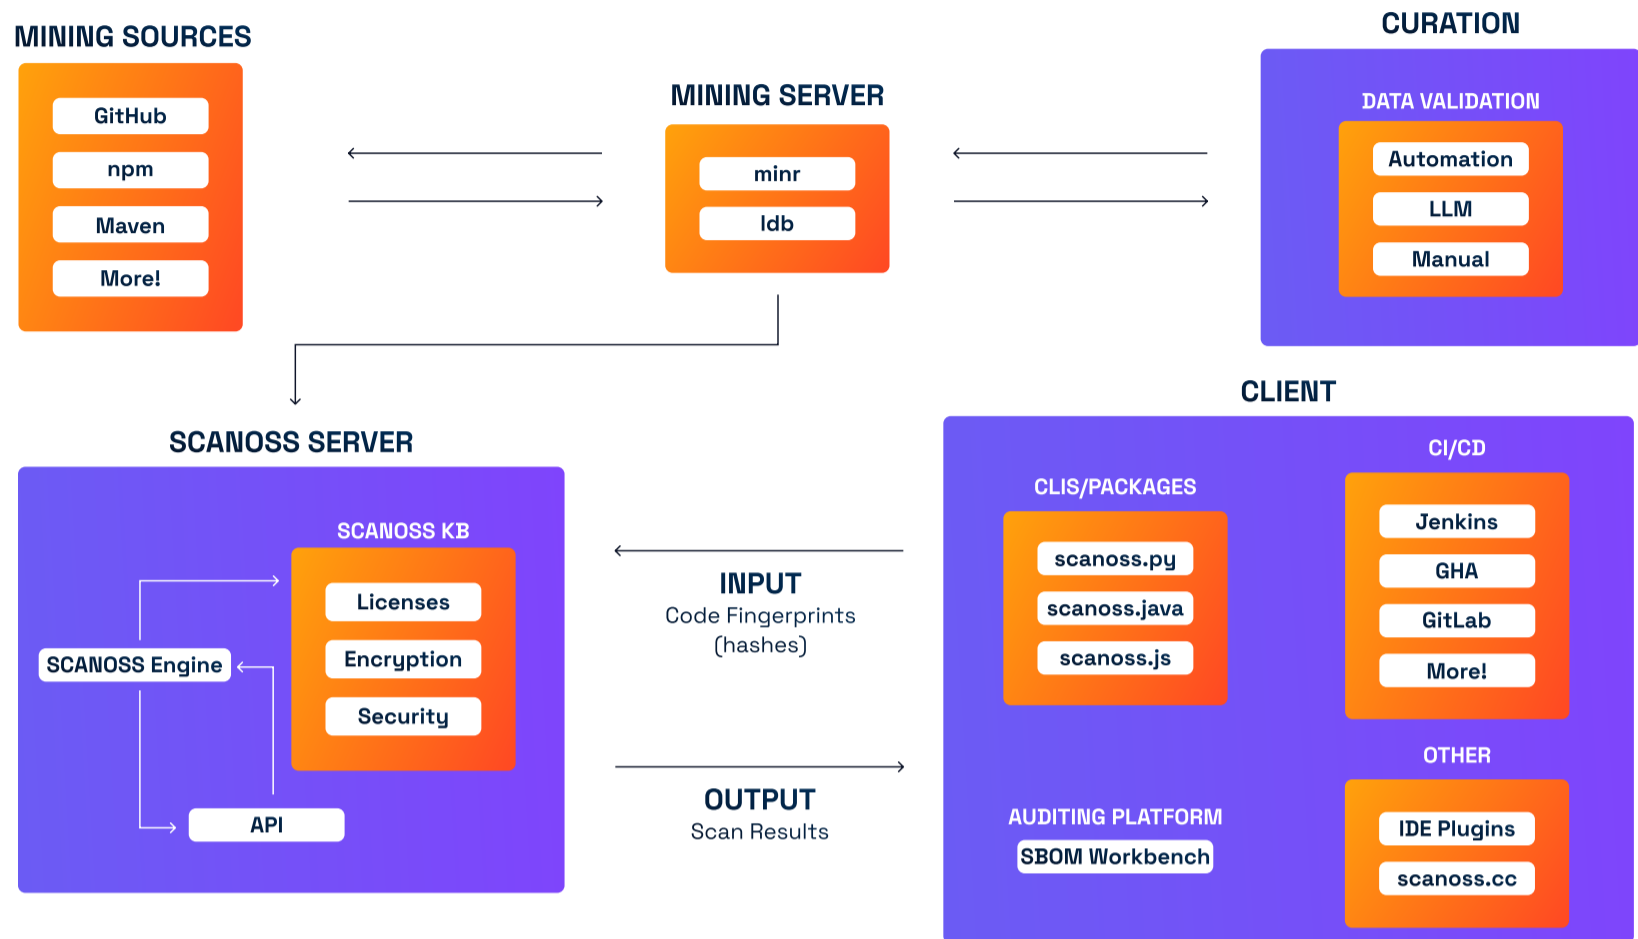 MINING SOURCES
GitHub
npm
Maven
More!
MINING SERVER
minr
ldb
CURATION
DATA VALIDATION
Automation
LLM
Manual
SCANOSS SERVER
SCANOSS KB
Licenses
Encryption
Security
SCANOSS Engine
API
INPUT
Code Fingerprints
(hashes)
OUTPUT
Scan Results
CLIENT
CLIS/PACKAGES
scanoss.py
scanoss.java
scanoss.js
CI/CD
Jenkins
GHA
GitLab
More!
AUDITING PLATFORM
SBOM Workbench
OTHER
IDE Plugins
scanoss.cc